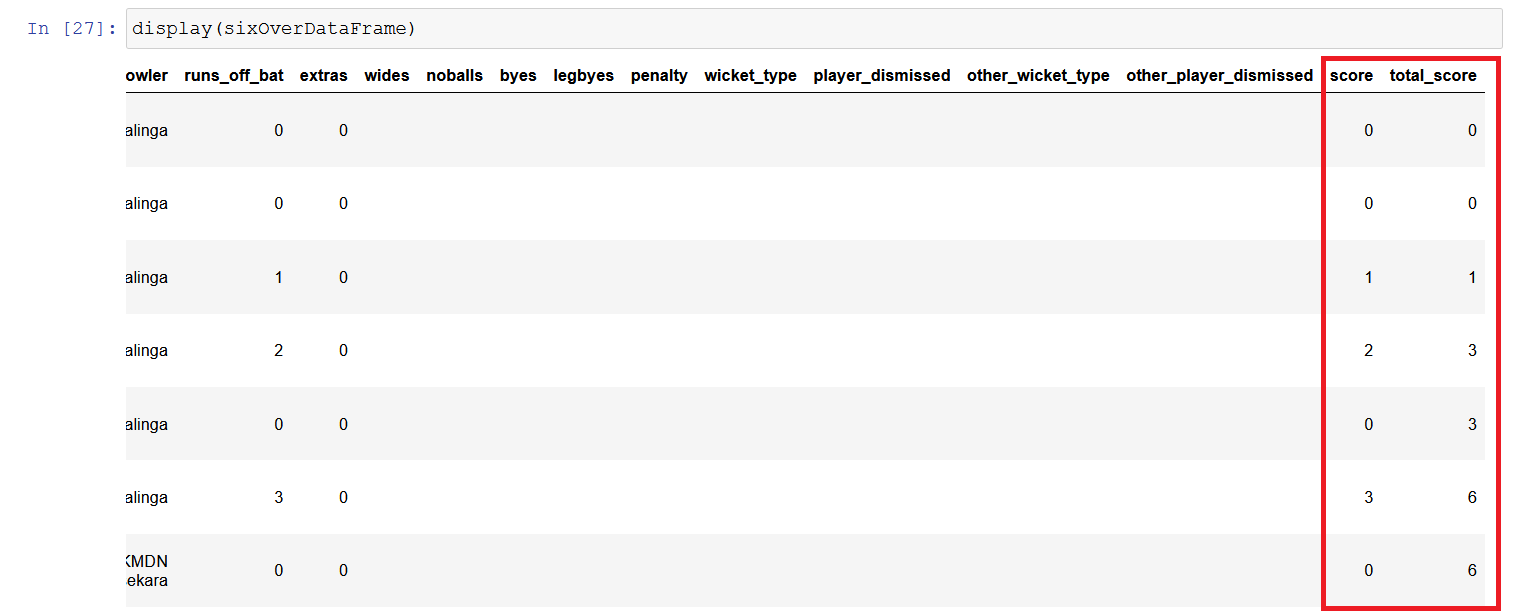 In [27]: display(sixOverDataFrame)
owler runs_off_bat extras wides noballs byes legbyes penalty wicket_type player_dismissed other_wicket_type other_player_dismissed score total_score
alinga 0 0 0 0
alinga 0 0 0 0
alinga 1 0 1 1
alinga 2 0 2 3
alinga 0 0 0 3
alinga 3 0 3 6
KMDN
ekara 0 0 0 6